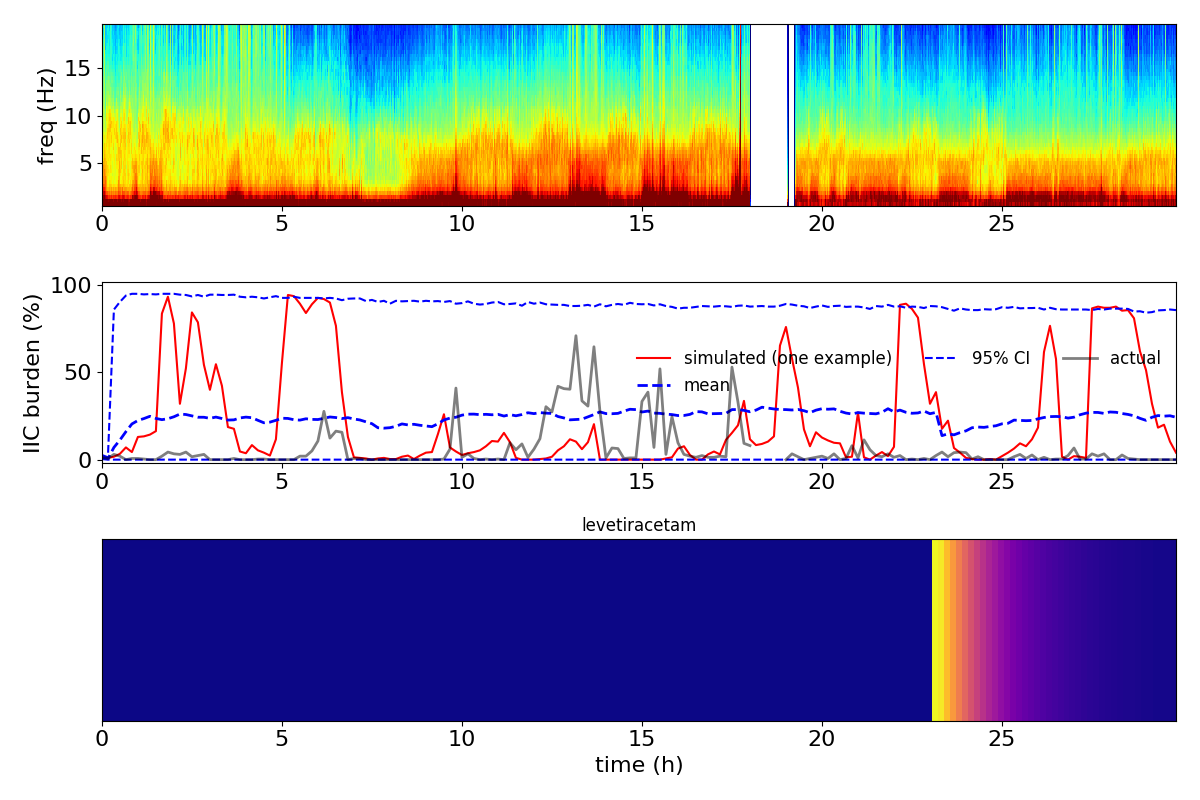 freq (Hz)
15
10
5
0 5 10 15 20 25
IIC burden (%)
100
50
0
simulated (one example)
mean
95% CI
actual
0 5 10 15 20 25
levetiracetam
0 5 10 15 20 25
time (h)